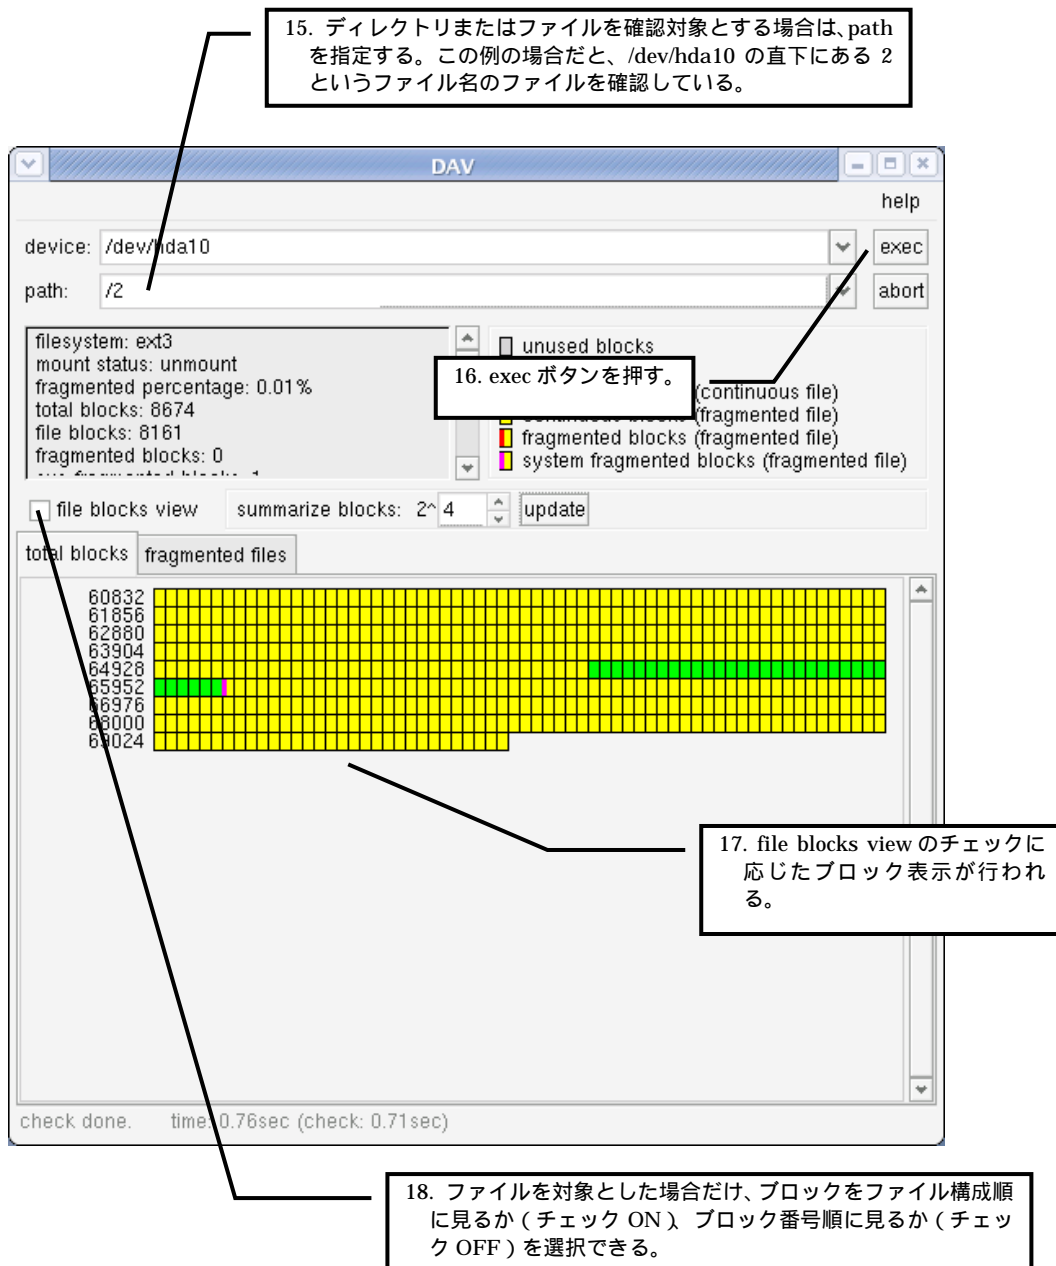 15. ディレクトリまたはファイルを確認対象とする場合は、path
を指定する。この例の場合だと、/dev/hda10 の直下にある 2
というファイル名のファイルを確認している。
DAV
help
device: /dev/hda10
exec
path: /2
abort
filesystem: ext3
mount status: unmount
fragmented percentage: 0.01%
total blocks: 8674
file blocks: 8161
fragmented blocks: 0
unused blocks
16. exec ボタンを押す。
(continuous file)
continuous blocks (fragmented file)
fragmented blocks (fragmented file)
system fragmented blocks (fragmented file)
file blocks view
summarize blocks: 2^ 4
update
total blocks
fragmented files
60832
61856
62880
63904
64928
65952
66976
68000
69024
17. file blocks view のチェックに
応じたブロック表示が行われ
る。
check done. time: 0.76sec (check: 0.71sec)
18. ファイルを対象とした場合だけ、ブロックをファイル構成順
に見るか（チェック ON）、ブロック番号順に見るか（チェッ
ク OFF）を選択できる。